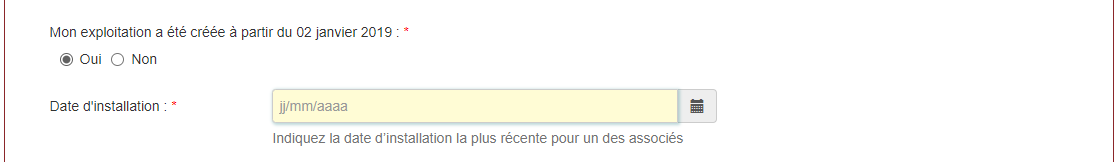 Mon exploitation a été créée à partir du 02 janvier 2019 : *
Oui Non
Date d'installation : * jj/mm/aaaa
Indiquez la date d’installation la plus récente pour un des associés